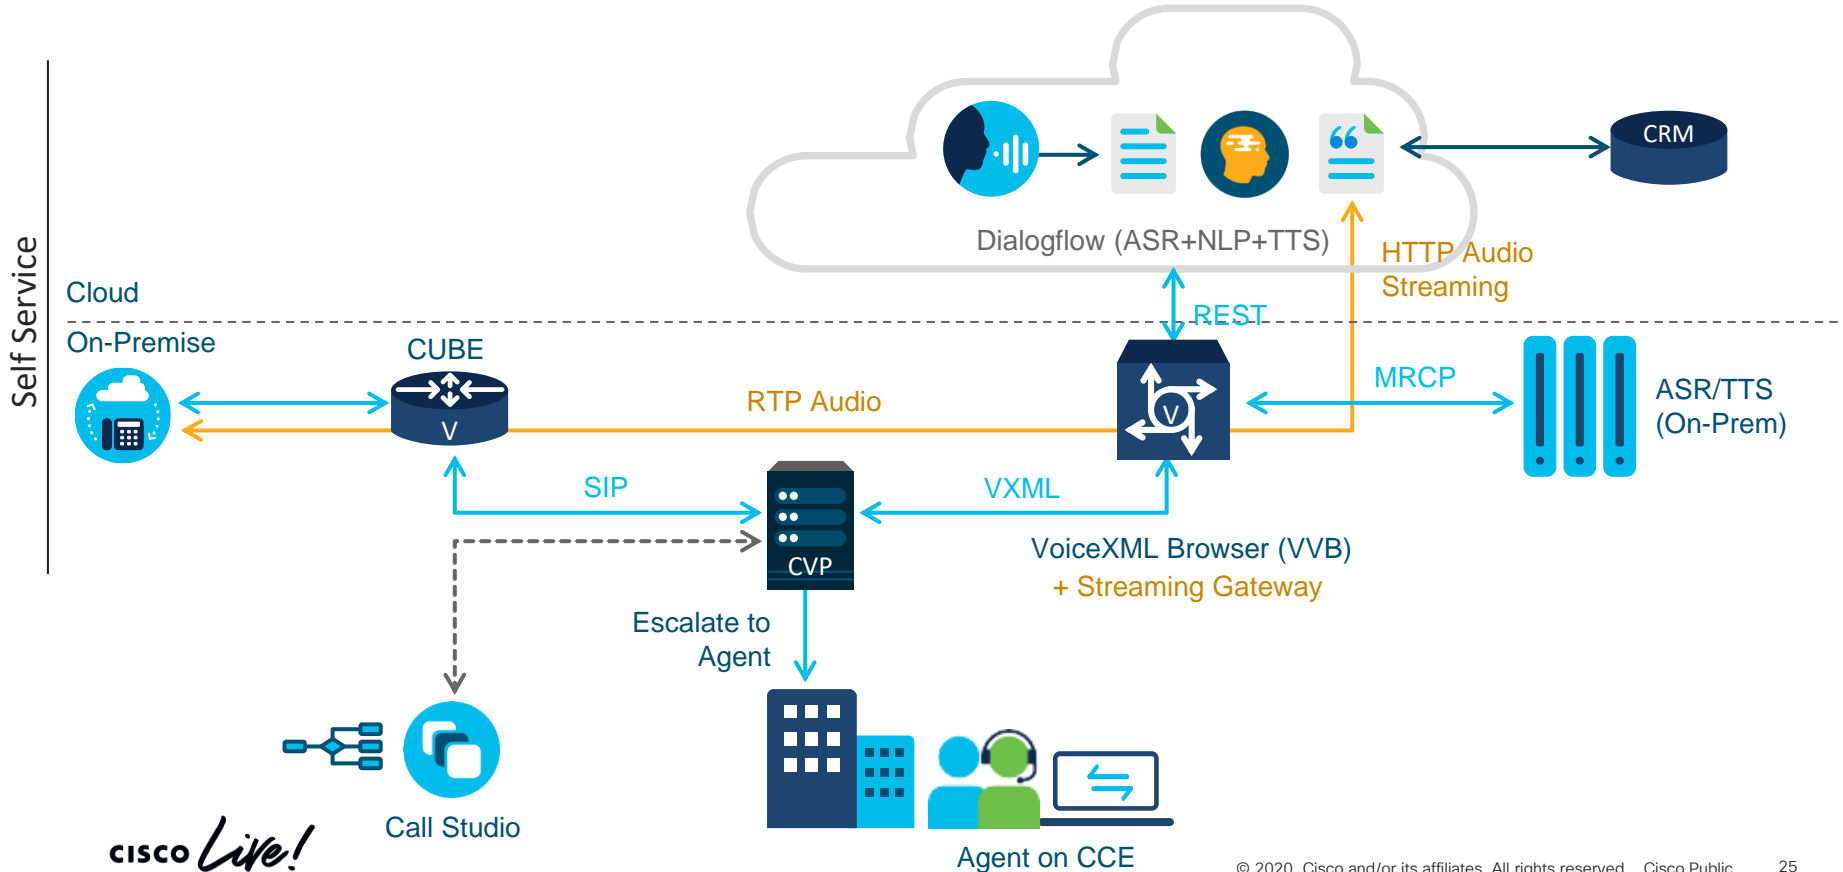 CRM
Dialogflow (ASR+NLP+TTS)
HTTP Audio
Streaming
Self Service
Cloud
REST
On-Premise
CUBE
V
RTP Audio
V
MRCP
ASR/TTS
(On-Prem)
SIP
VXML
CVP
VoiceXML Browser (VVB)
+ Streaming Gateway
Escalate to
Agent
Call Studio
Agent on CCE
CISCO Live!
© 2020 Cisco and/or its affiliates. All rights reserved. Cisco Public 25